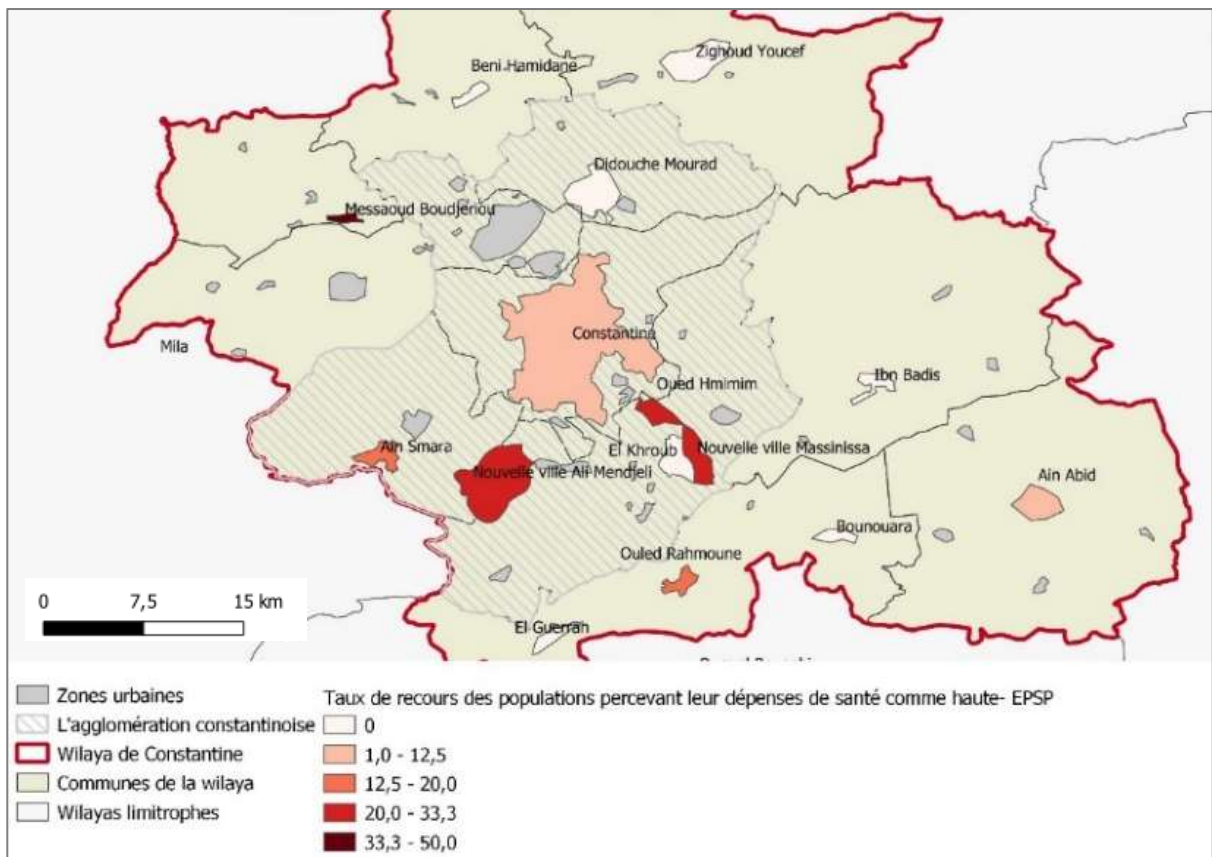 Zighoud Youcef
Beni Hamidane
Didouche Mourad
Messaoud Boudjeriou
Constantine
Mila
Ibn Badis
Oued Hmimim
Ain Smara
El Khroub
Nouvelle ville Massinissa
Nouvelle ville Ali Mendjeli
Ain Abid
Bounouara
Ouled Rahmoune
0 7,5 15 km
El Guerrah
Zones urbaines
L'agglomération constantinoise
Wilaya de Constantine
Communes de la wilaya
Wilayas limitrophes
Taux de recours des populations percevant leur dépenses de santé comme haute- EPSP
0
1,0 - 12,5
12,5 - 20,0
20,0 - 33,3
33,3 - 50,0